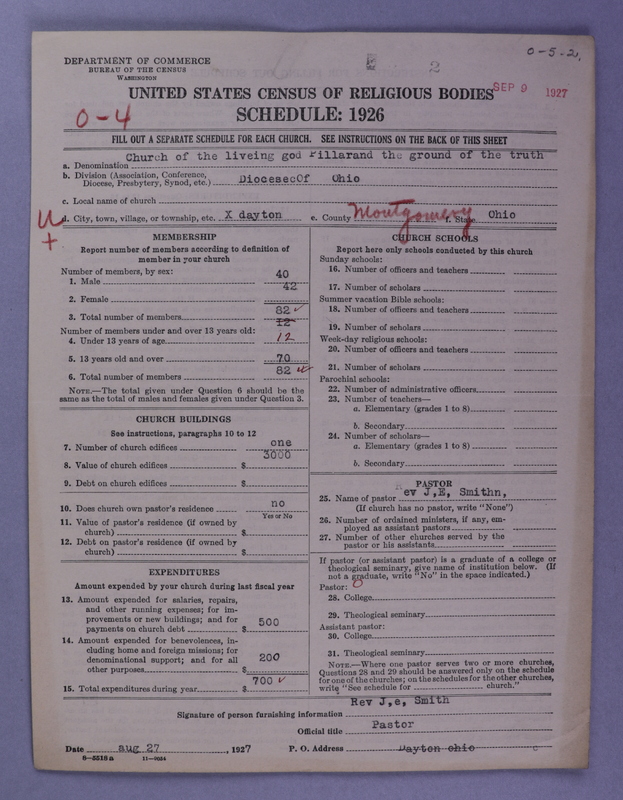 0-5-2.
E 2
DEPARTMENT OF COMMERCE
BUREAU OF THE CENSUS
WASHINGTON
UNITED STATES CENSUS OF RELIGIOUS BODIES
SEP 9 1927
0-4
SCHEDULE: 1926
FILL OUT A SEPARATE SCHEDULE FOR EACH CHURCH. SEE INSTRUCTIONS ON THE BACK OF THIS SHEET
a. Denomination Church of the liveing god Pillarand the ground of the truth
b. Division (Association, Conference, Diocese, Presbytery, Synod, etc.) DiocesecOf Ohio
c. Local name of church
U +
d. City, town, village, or township, etc. X dayton e. County Montgomery f. State Ohio
MEMBERSHIP
Report number of members according to definition of
member in your church
Number of members, by sex:
1. Male 40
2. Female 42
3. Total number of members 82 ✓
Number of members under and over 13 years old: 12
4. Under 13 years of age 12
5. 13 years old and over 70
6. Total number of members 82 ✓
NOTE.—The total given under Question 6 should be the
same as the total of males and females given under Question 3.
CHURCH BUILDINGS
See instructions, paragraphs 10 to 12
7. Number of church edifices one
8. Value of church edifices $ 3000
9. Debt on church edifices $
10. Does church own pastor's residence no
Yes or No
11. Value of pastor's residence (if owned by
church) $
12. Debt on pastor's residence (if owned by
church) $
EXPENDITURES
Amount expended by your church during last fiscal year
13. Amount expended for salaries, repairs,
and other running expenses; for im-
provements or new buildings; and for
payments on church debt $ 500
14. Amount expended for benevolences, in-
cluding home and foreign missions; for
denominational support; and for all
other purposes $ 200
15. Total expenditures during year $ 700 ✓
CHURCH SCHOOLS
Report here only schools conducted by this church
Sunday schools:
16. Number of officers and teachers
17. Number of scholars
Summer vacation Bible schools:
18. Number of officers and teachers
19. Number of scholars
Week-day religious schools:
20. Number of officers and teachers
21. Number of scholars
Parochial schools:
22. Number of administrative officers
23. Number of teachers—
a. Elementary (grades 1 to 8)
b. Secondary
24. Number of scholars—
a. Elementary (grades 1 to 8)
b. Secondary
PASTOR
25. Name of pastor Rev J,E, Smithn,
(If church has no pastor, write "None")
26. Number of ordained ministers, if any, em-
ployed as assistant pastors
27. Number of other churches served by the
pastor or his assistants
If pastor (or assistant pastor) is a graduate of a college or
theological seminary, give name of institution below. (If
not a graduate, write "No" in the space indicated.)
Pastor: 0
28. College
29. Theological seminary
Assistant pastor:
30. College
31. Theological seminary
NOTE.—Where one pastor serves two or more churches,
Questions 28 and 29 should be answered only on the schedule
for one of the churches; on the schedules for the other churches,
write "See schedule for church."
Signature of person furnishing information Rev J,e, Smith
Official title Pastor
Date aug 27, 1927 P. O. Address Dayton ohio c
8-5518 a 11-9034